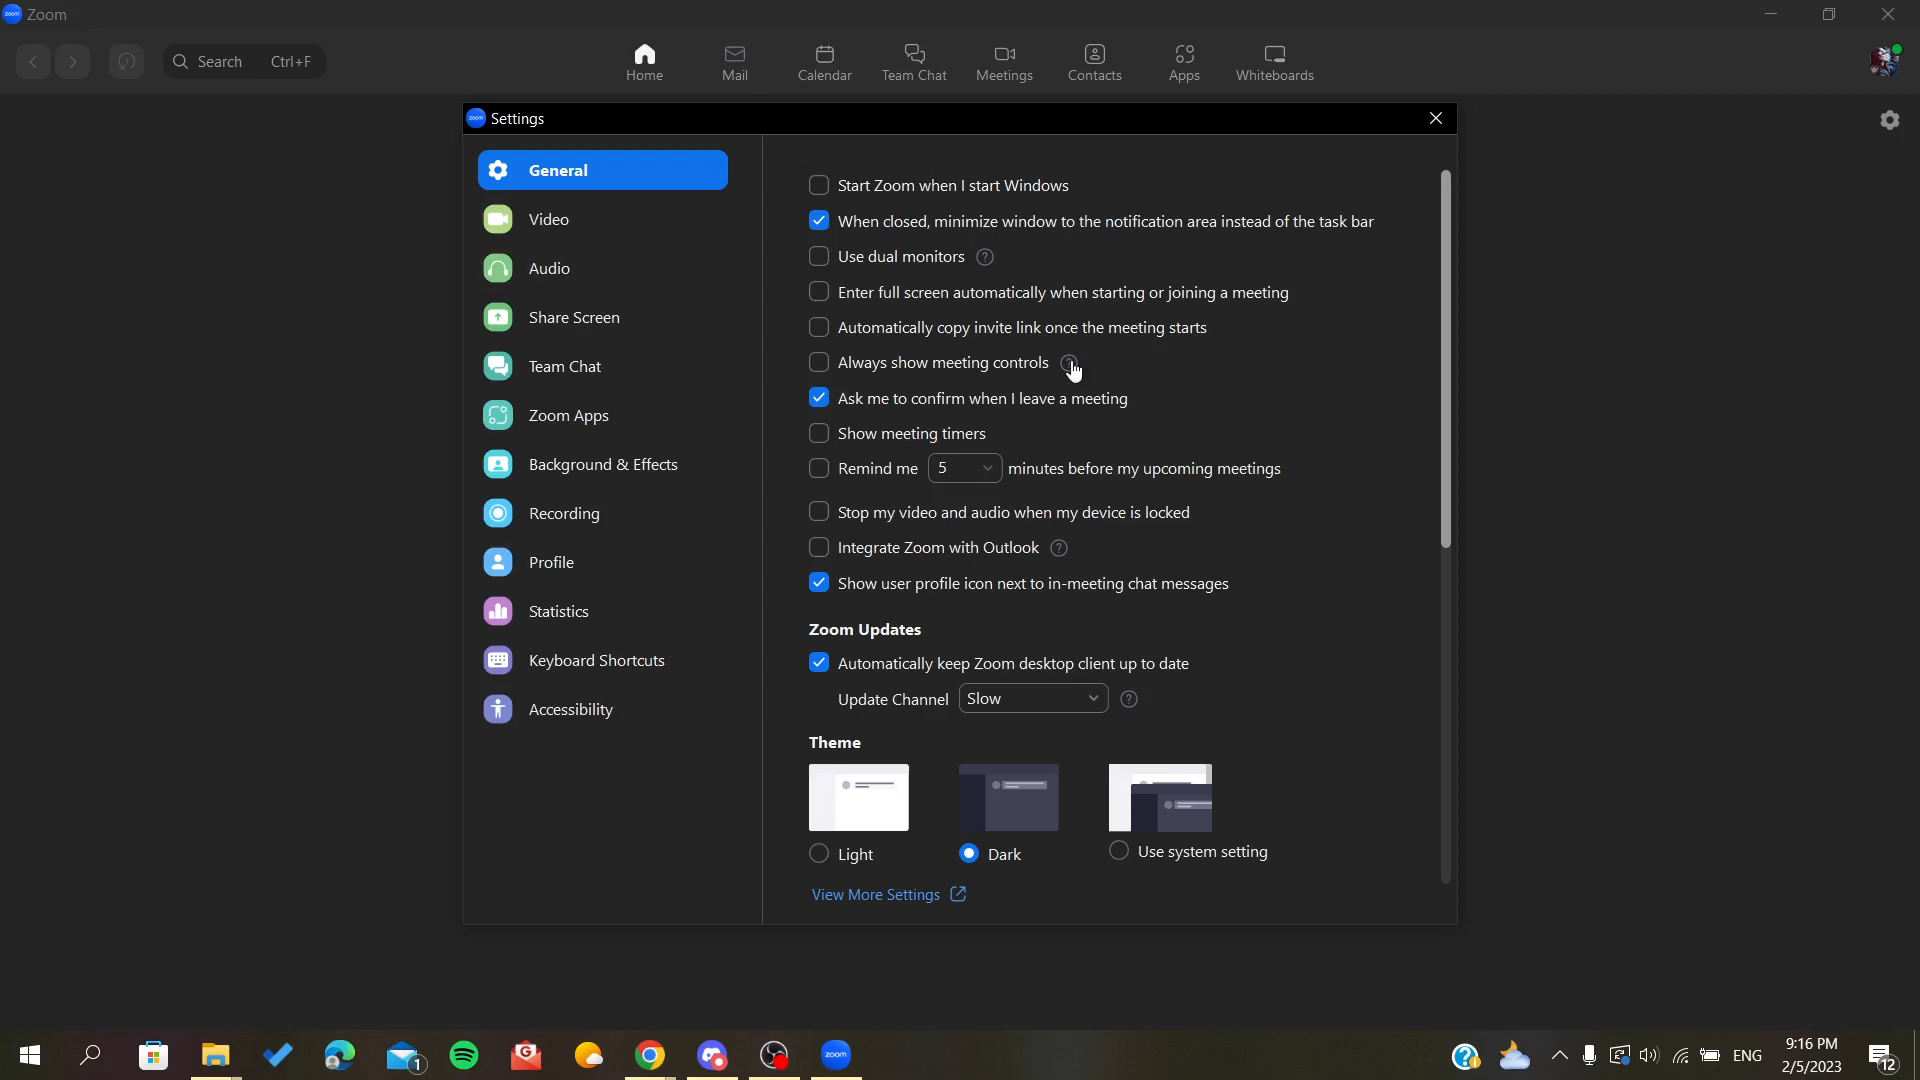 Zoom
Search Ctrl+F
Home Mail Calendar Team Chat Meetings Contacts Apps Whiteboards
zoom Settings
General
Video
Audio
Share Screen
Team Chat
Zoom Apps
Background & Effects
Recording
Profile
Statistics
Keyboard Shortcuts
Accessibility
Start Zoom when I start Windows
When closed, minimize window to the notification area instead of the task bar
Use dual monitors ?
Enter full screen automatically when starting or joining a meeting
Automatically copy invite link once the meeting starts
Always show meeting controls
Ask me to confirm when I leave a meeting
Show meeting timers
Remind me 5 minutes before my upcoming meetings
Stop my video and audio when my device is locked
Integrate Zoom with Outlook ?
Show user profile icon next to in-meeting chat messages
Zoom Updates
Automatically keep Zoom desktop client up to date
Update Channel Slow ?
Theme
Light Dark Use system setting
View More Settings
1 G zoom ? ENG
9:16 PM
2/5/2023
12